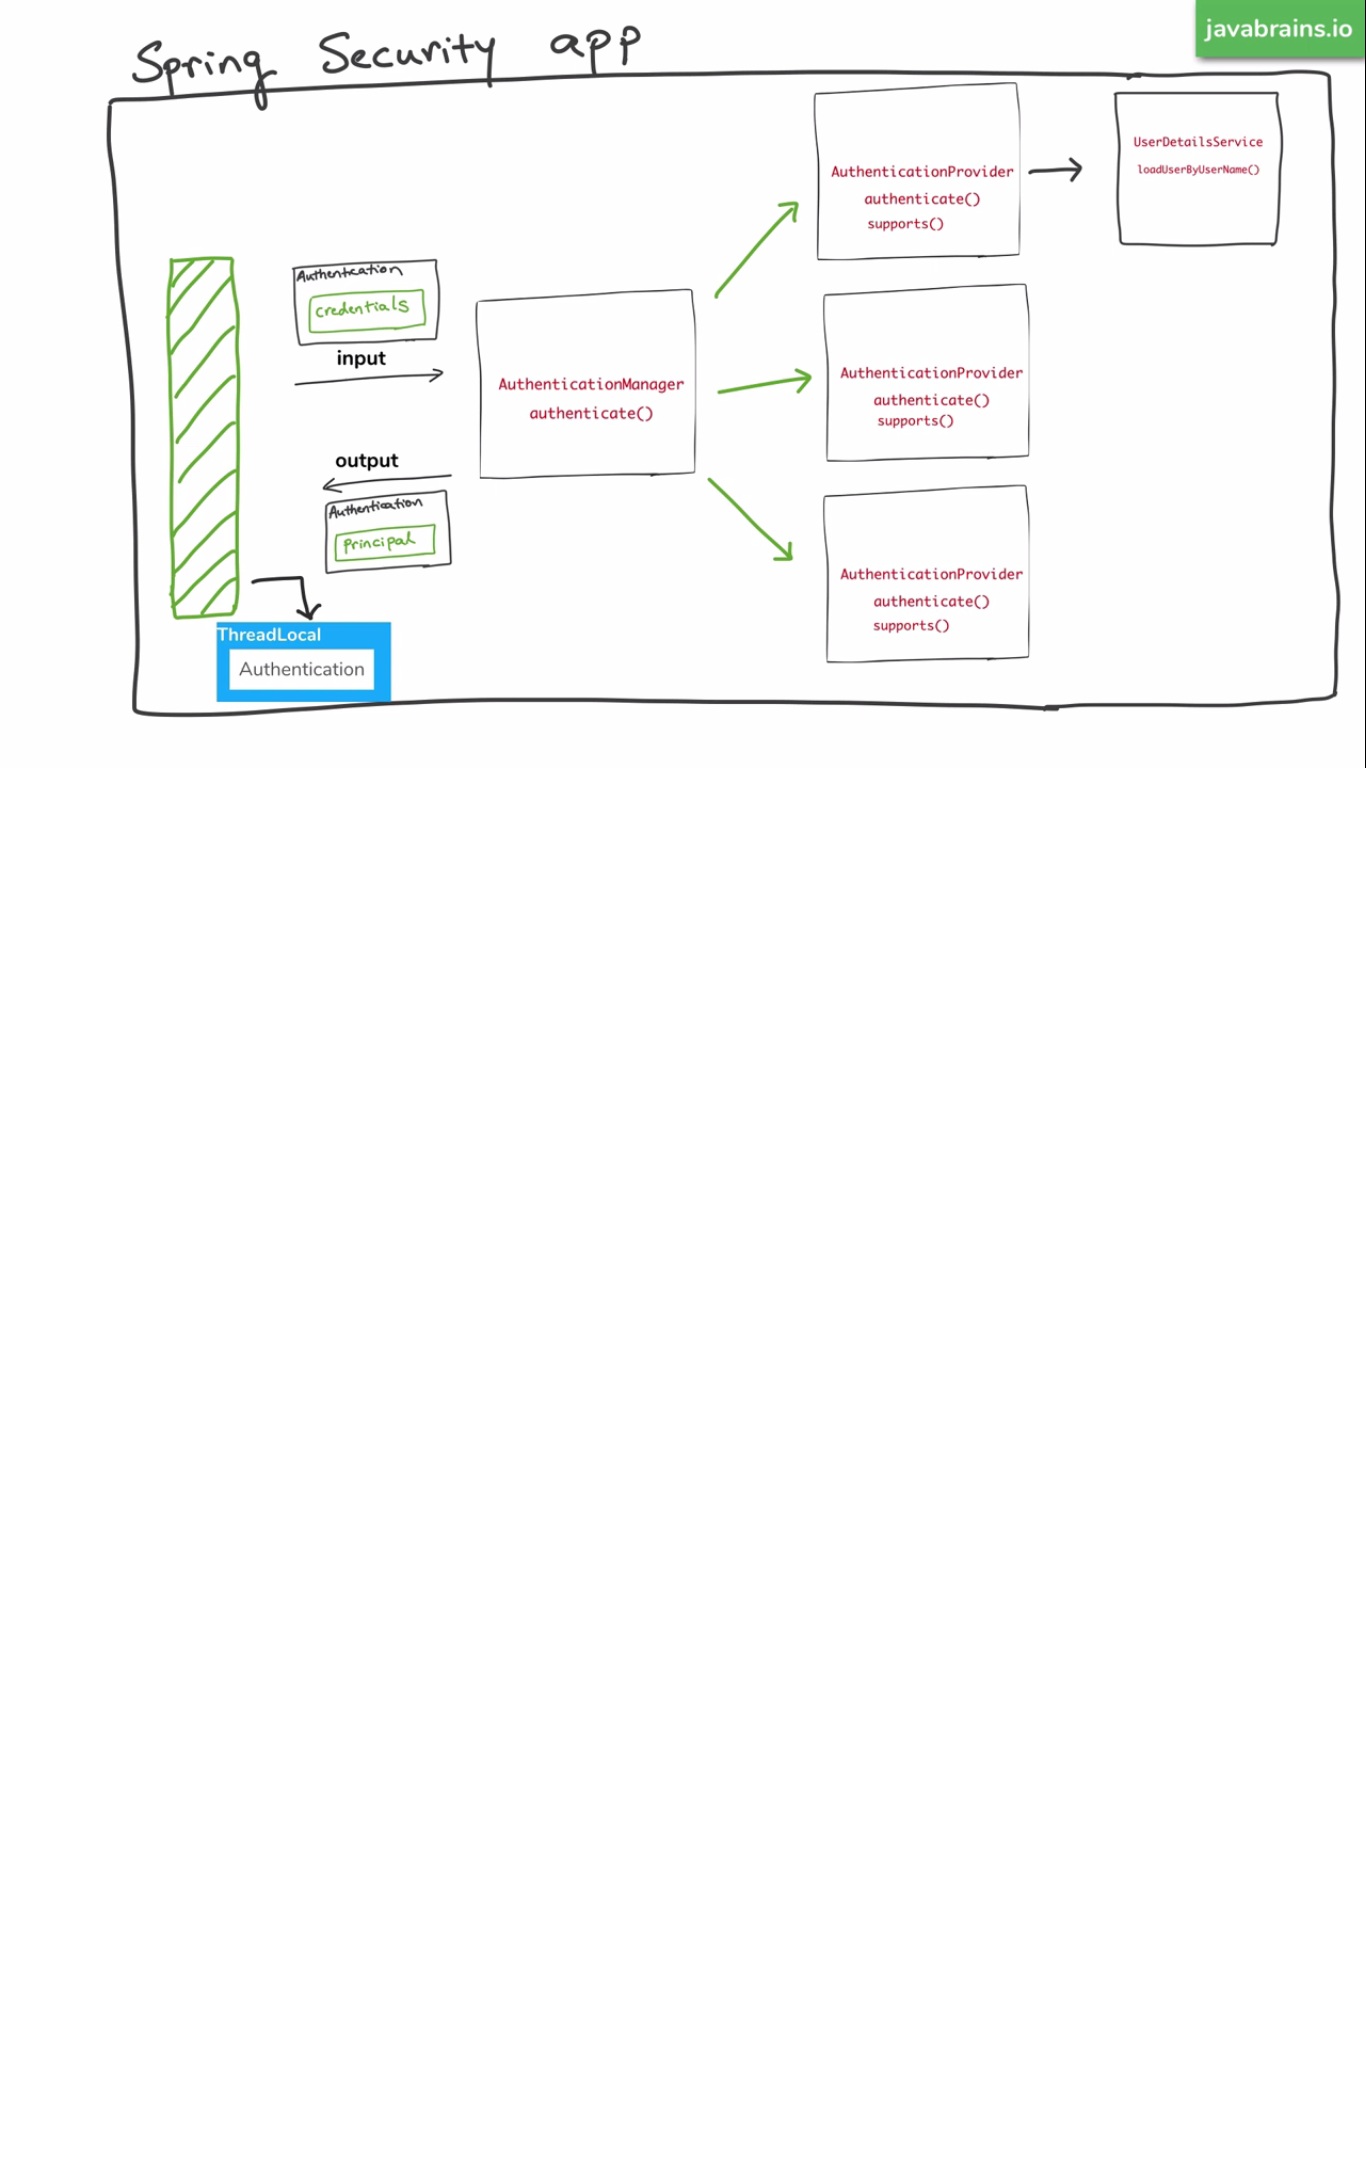 javabrains.io
Spring Security app
UserDetailsService
loadUserByUserName()
AuthenticationProvider
authenticate()
supports()
Authentication
credentials
input
AuthenticationManager
authenticate()
AuthenticationProvider
authenticate()
supports()
output
Authentication
Principal
AuthenticationProvider
authenticate()
supports()
ThreadLocal
Authentication